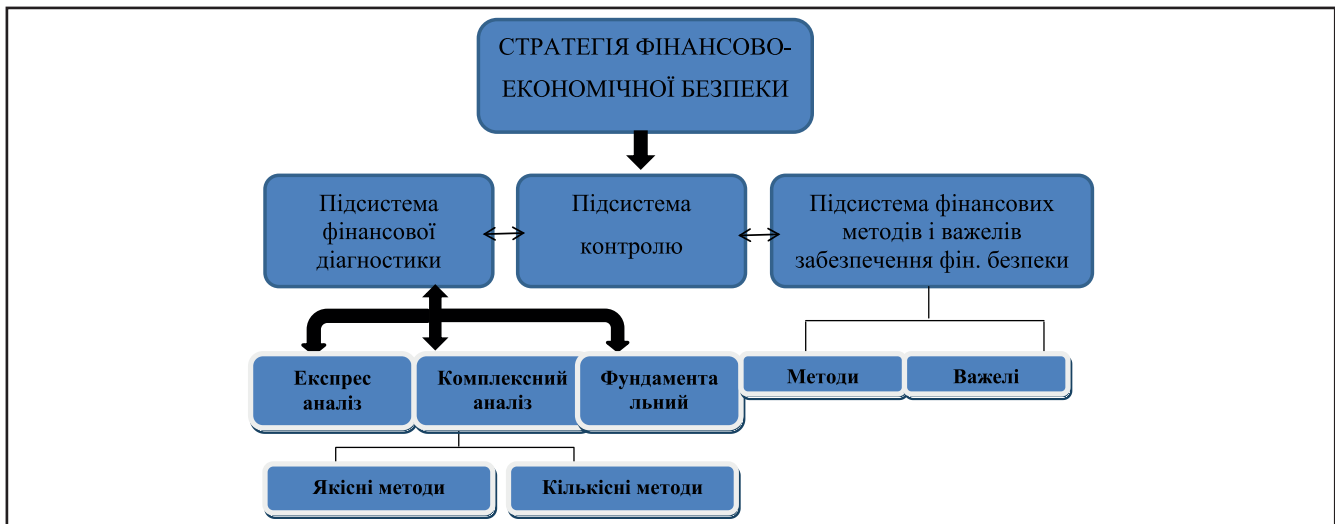 СТРАТЕГІЯ ФІНАНСОВО-
ЕКОНОМІЧНОЇ БЕЗПЕКИ
Підсистема
фінансової
діагностики
Підсистема
контролю
Підсистема фінансових
методів і важелів
забезпечення фін. безпеки
Експрес
аналіз
Комплексний
аналіз
Фундамента
льний
Методи
Важелі
Якісні методи
Кількісні методи